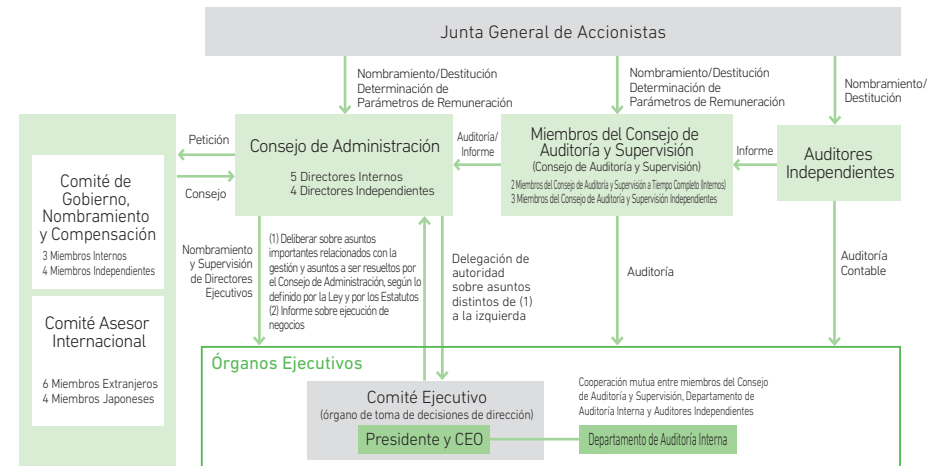 Junta General de Accionistas
Nombramiento/Destitución
Determinación de
Parámetros de Remuneración
Nombramiento/Destitución
Determinación de
Parámetros de Remuneración
Nombramiento/
Destitución
Petición
Consejo
Consejo de Administración
5 Directores Internos
4 Directores Independientes
Auditoría/
Informe
Miembros del Consejo de
Auditoría y Supervisión
(Consejo de Auditoría y Supervisión)
2 Miembros del Consejo de Auditoría y Supervisión a Tiempo Completo (Internos)
3 Miembros del Consejo de Auditoría y Supervisión Independientes
Informe
Auditores
Independientes
Comité de
Gobierno,
Nombramiento
y Compensación
3 Miembros Internos
4 Miembros Independientes
Comité Asesor
Internacional
6 Miembros Extranjeros
4 Miembros Japoneses
Nombramiento
y Supervisión
de Directores
Ejecutivos
(1) Deliberar sobre asuntos
importantes relacionados con la
gestión y asuntos a ser resueltos por
el Consejo de Administración, según lo
definido por la Ley y por los Estatutos
(2) Informe sobre ejecución de
negocios
Delegación de
autoridad
sobre asuntos
distintos de (1)
a la izquierda
Auditoría
Auditoría
Contable
Órganos Ejecutivos
Comité Ejecutivo
(órgano de toma de decisiones de dirección)
Presidente y CEO
Cooperación mutua entre miembros del Consejo
de Auditoría y Supervisión, Departamento de
Auditoría Interna y Auditores Independientes
Departamento de Auditoría Interna